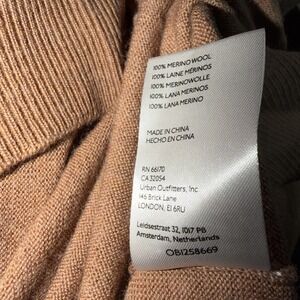 100% MERINO WOOL
100% LAINE MÉRINOS
100% MERINOWOLLE
100% LANA MERINOS
100% LANA MERINO
MADE IN CHINA
HECHO EN CHINA
RN 66170
CA 32054
Urban Outfitters, Inc
146 Brick Lane
LONDON, E1 6RU
Leidsestraat 32, 1017 PB
Amsterdam, Netherlands
OB1258669